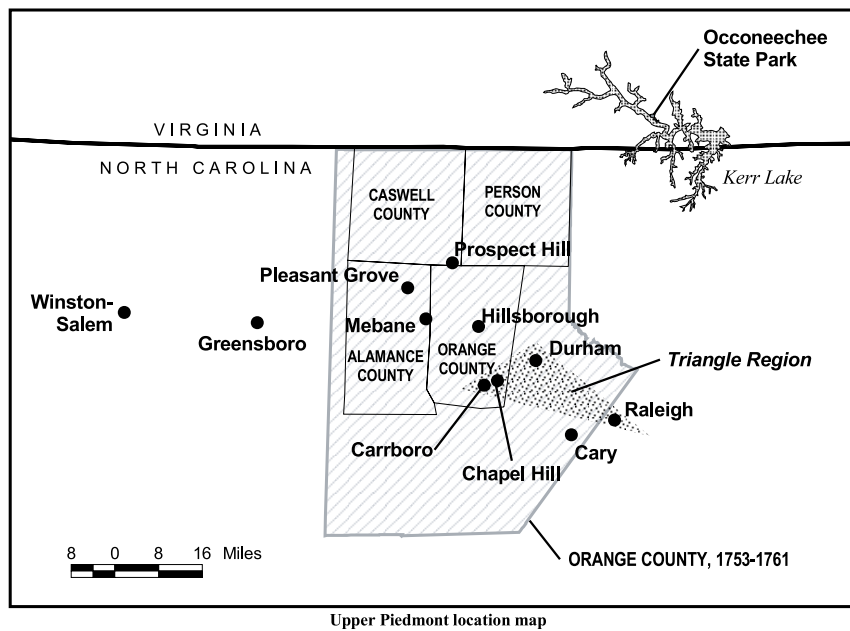 Occoneechee
State Park
VIRGINIA
NORTH CAROLINA
Kerr Lake
CASWELL
COUNTY
PERSON
COUNTY
Prospect Hill
Pleasant Grove
Winston-
Salem
Greensboro
Mebane
Hillsborough
ALAMANCE
COUNTY
ORANGE
COUNTY
Durham
Triangle Region
Raleigh
Carrboro
Cary
Chapel Hill
8 0 8 16 Miles
ORANGE COUNTY, 1753-1761
Upper Piedmont location map